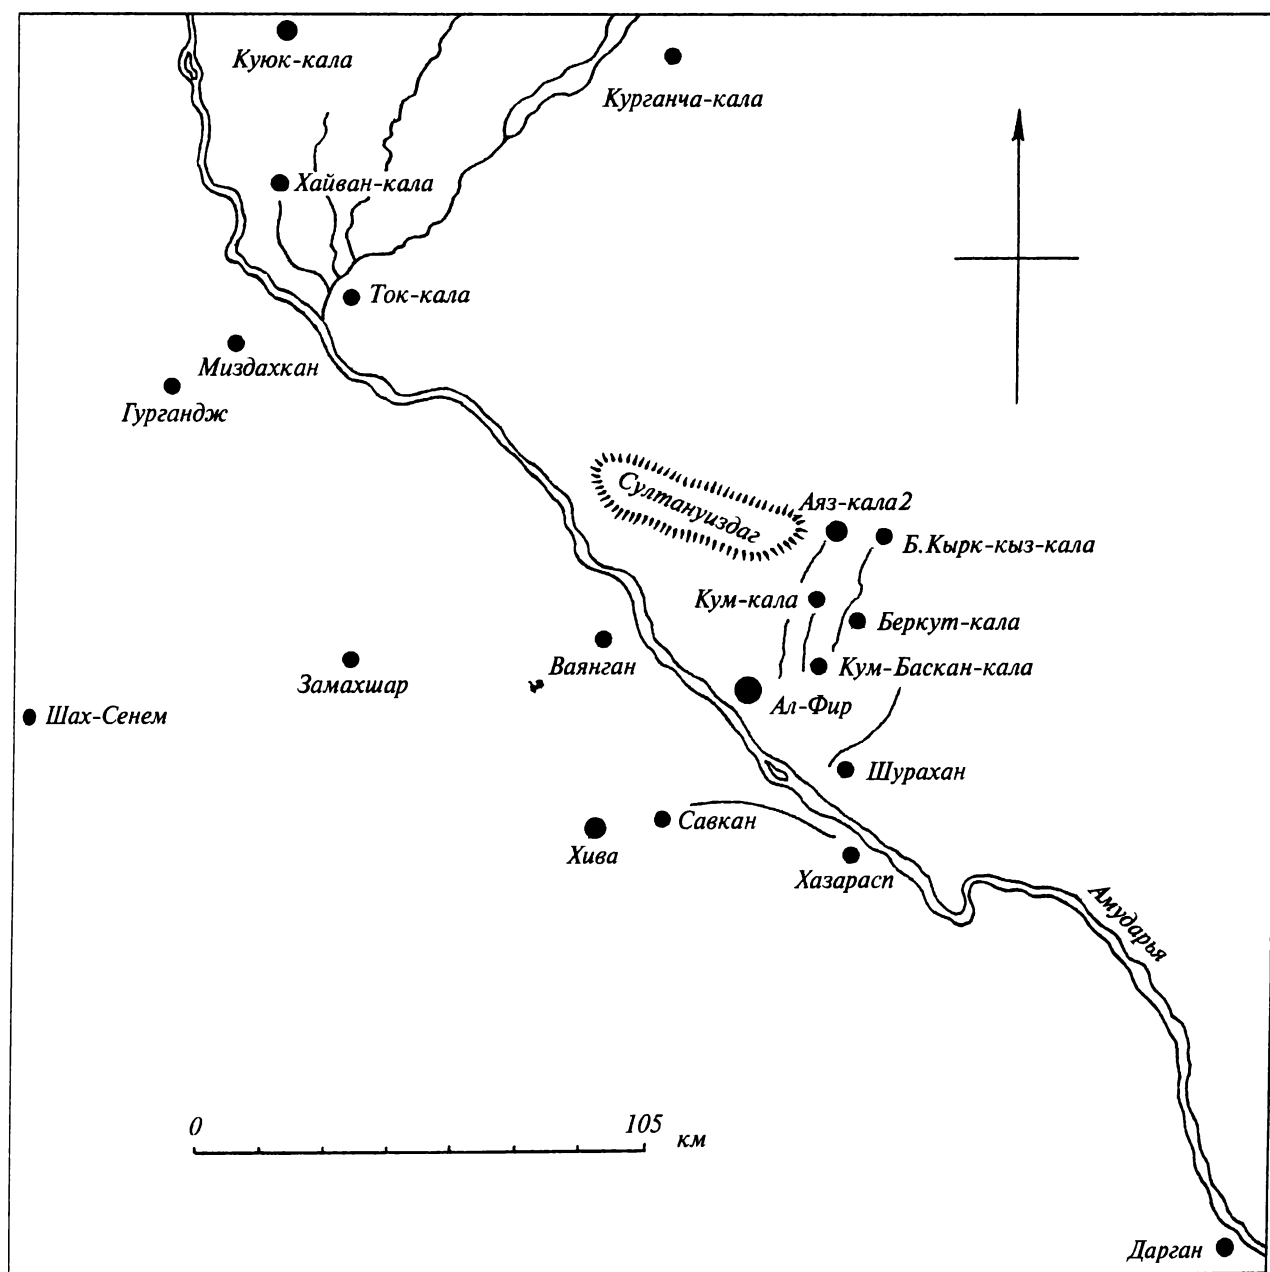 Куюк-кала
Курганча-кала
Хайван-кала
Ток-кала
Миздахкан
Гургандж
Султануиздаг
Аяз-кала 2
Б.Кырк-кыз-кала
Кум-кала
Беркут-кала
Ваянган
Кум-Баскан-кала
Замахшар
Ал-Фир
Шах-Сенем
Шурахан
Савкан
Хива
Хазарасп
Амударья
0 105 км
Дарган